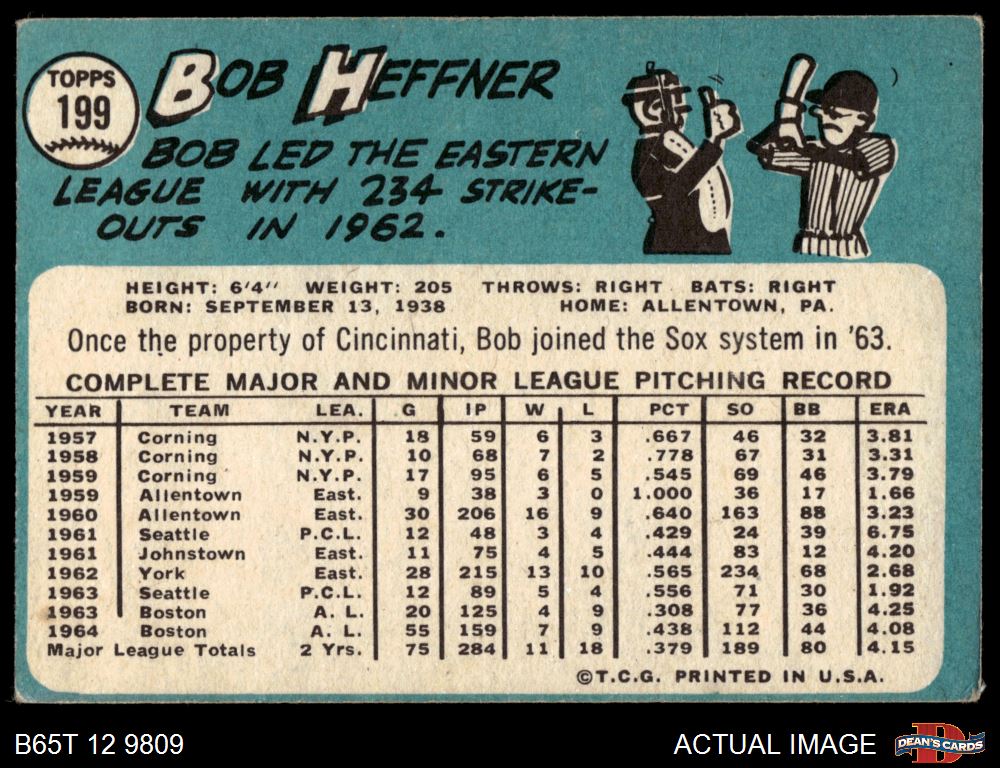 TOPPS
199
BOB HEFFNER
BOB LED THE EASTERN
LEAGUE WITH 234 STRIKE-
OUTS IN 1962.
HEIGHT: 6'4" WEIGHT: 205 THROWS: RIGHT BATS: RIGHT
BORN: SEPTEMBER 13, 1938 HOME: ALLENTOWN, PA.
Once the property of Cincinnati, Bob joined the Sox system in '63.
COMPLETE MAJOR AND MINOR LEAGUE PITCHING RECORD
YEAR TEAM LEA. G IP W L PCT SO BB ERA
1957 Corning N.Y.P. 18 59 6 3 .667 46 32 3.81
1958 Corning N.Y.P. 10 68 7 2 .778 67 31 3.31
1959 Corning N.Y.P. 17 95 6 5 .545 69 46 3.79
1959 Allentown East. 9 38 3 0 1.000 36 17 1.66
1960 Allentown East. 30 206 16 9 .640 163 88 3.23
1961 Seattle P.C.L. 12 48 3 4 .429 24 39 6.75
1961 Johnstown East. 11 75 4 5 .444 83 12 4.20
1962 York East. 28 215 13 10 .565 234 68 2.68
1963 Seattle P.C.L. 12 89 5 4 .556 71 30 1.92
1963 Boston A. L. 20 125 4 9 .308 77 36 4.25
1964 Boston A. L. 55 159 7 9 .438 112 44 4.08
Major League Totals 2 Yrs. 75 284 11 18 .379 189 80 4.15
©T.C.G. PRINTED IN U.S.A.
B65T 12 9809
ACTUAL IMAGE
D
DEAN'S CARDS